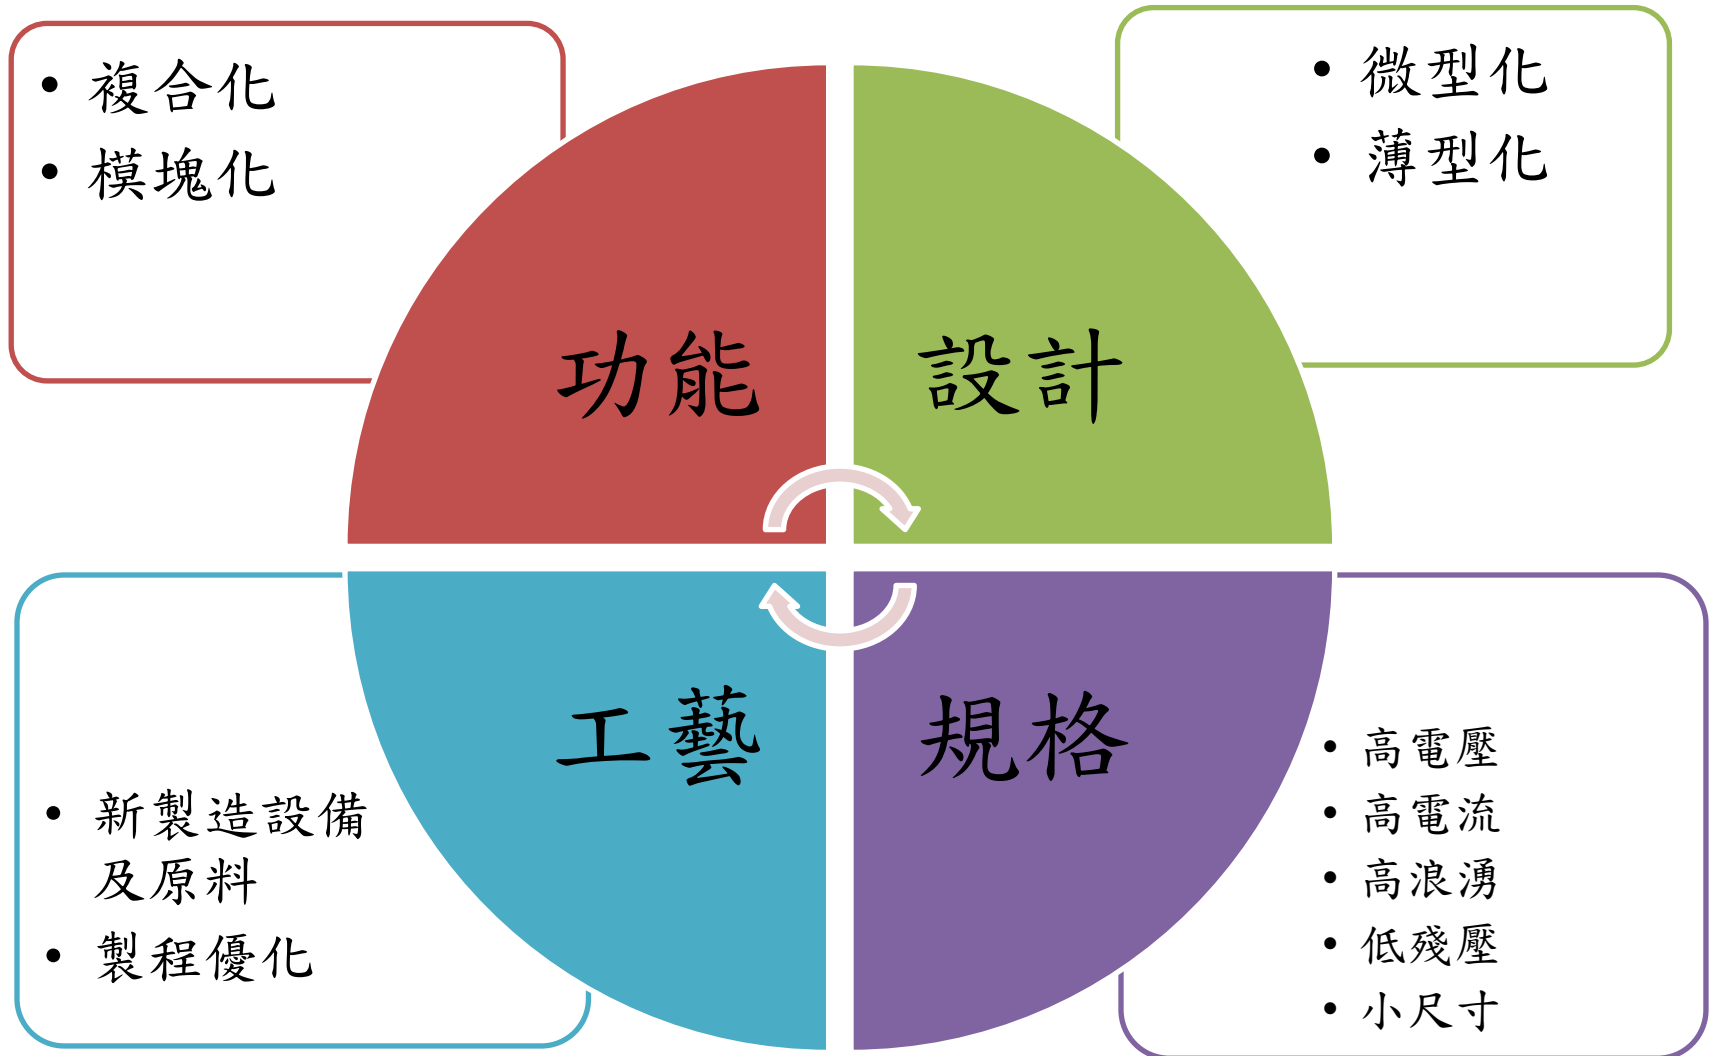 • 複合化
• 模塊化
功能
設計
• 微型化
• 薄型化
工藝
• 新製造設備
及原料
• 製程優化
規格
• 高電壓
• 高電流
• 高浪湧
• 低殘壓
• 小尺寸